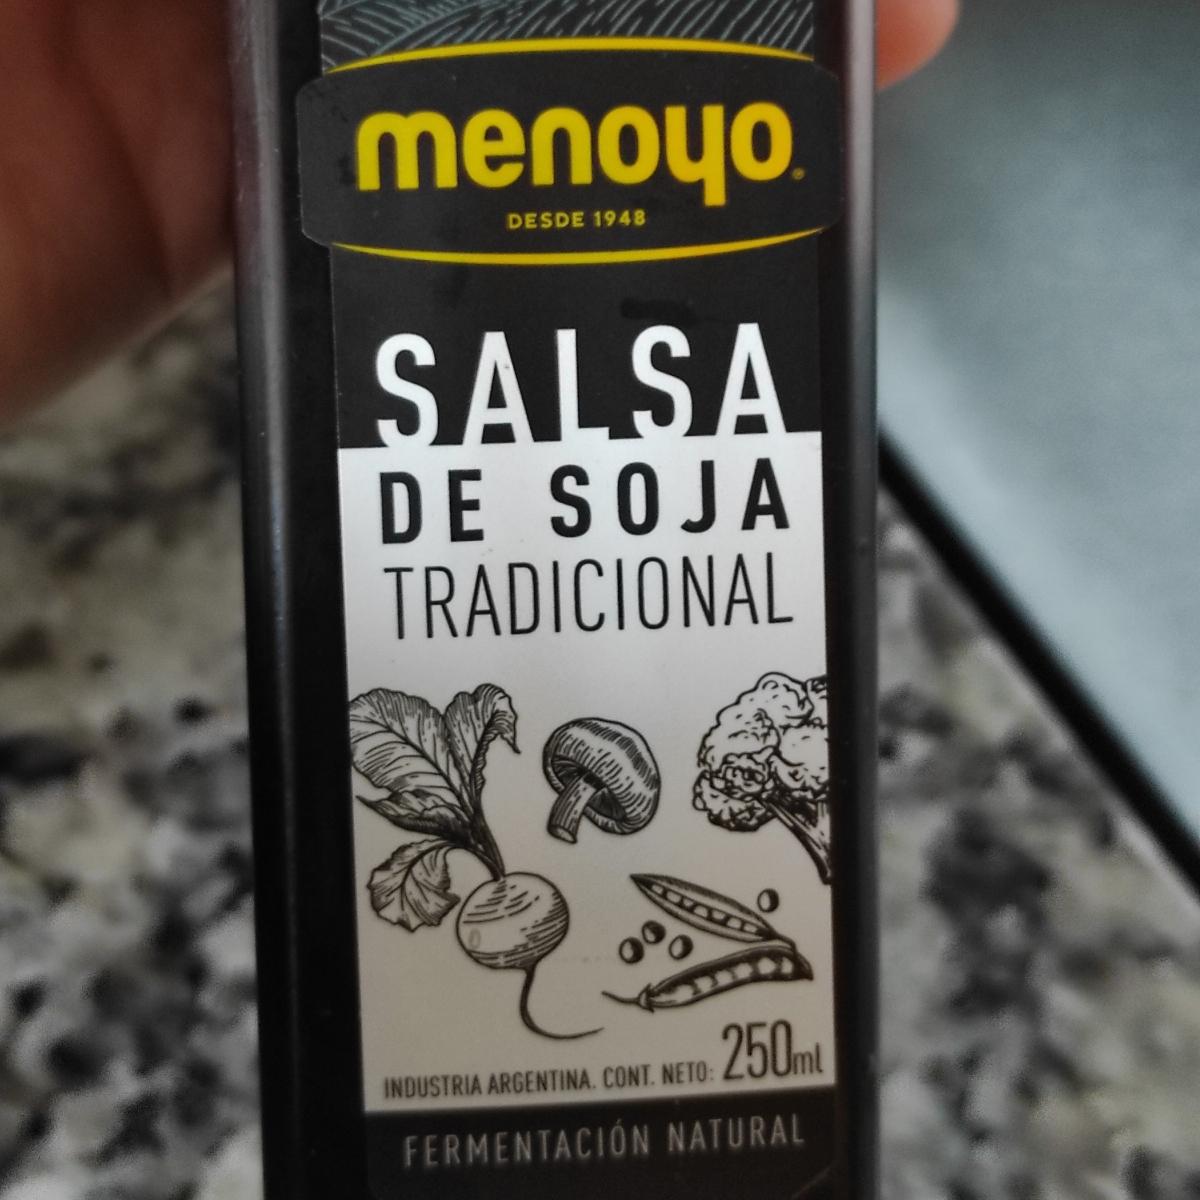 menoyo
DESDE 1948
SALSA
DE SOJA
TRADICIONAL
INDUSTRIA ARGENTINA. CONT. NETO: 250ml
FERMENTACIÓN NATURAL